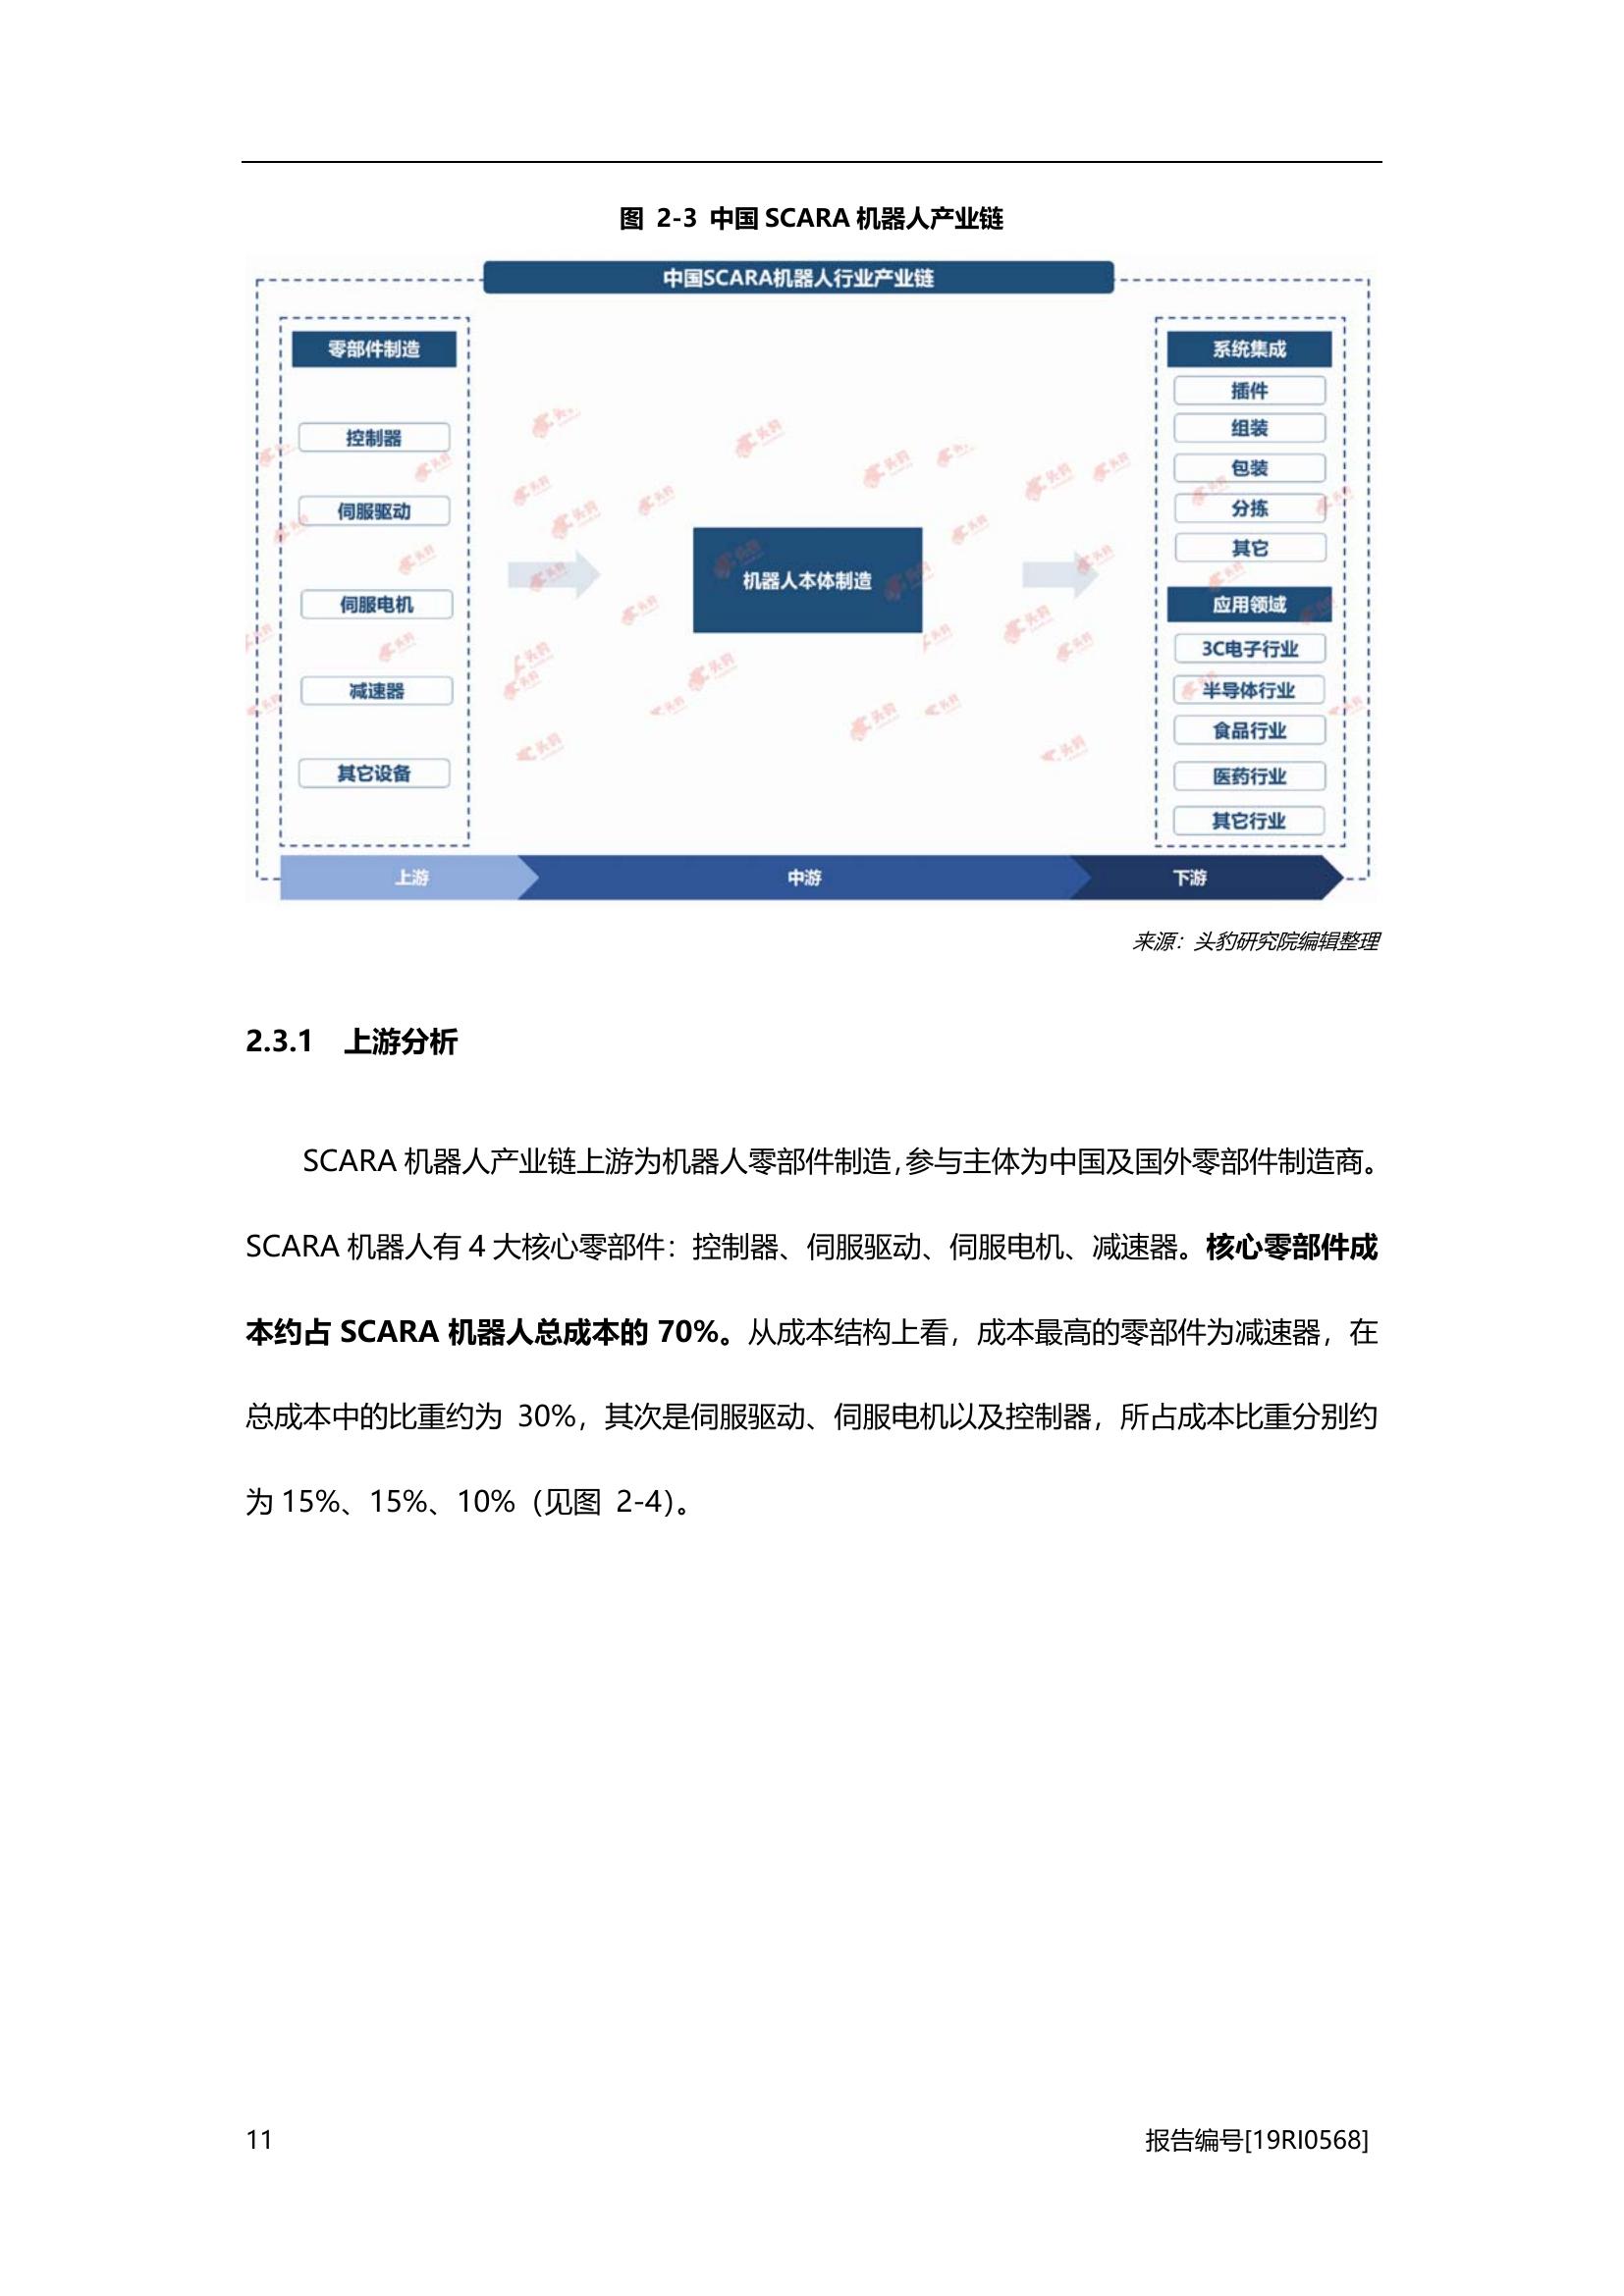 图 2-3 中国 SCARA 机器人产业链
中国SCARA机器人行业产业链
零部件制造
控制器
伺服驱动
伺服电机
减速器
其它设备
机器人本体制造
系统集成
插件
组装
包装
分拣
其它
应用领域
3C电子行业
半导体行业
食品行业
医药行业
其它行业
上游
中游
下游
来源：头豹研究院编辑整理
2.3.1 上游分析
SCARA 机器人产业链上游为机器人零部件制造，参与主体为中国及国外零部件制造商。
SCARA 机器人有 4 大核心零部件：控制器、伺服驱动、伺服电机、减速器。核心零部件成
本约占 SCARA 机器人总成本的 70%。从成本结构上看，成本最高的零部件为减速器，在
总成本中的比重约为 30%，其次是伺服驱动、伺服电机以及控制器，所占成本比重分别约
为 15%、15%、10%（见图 2-4）。
11
报告编号[19RI0568]